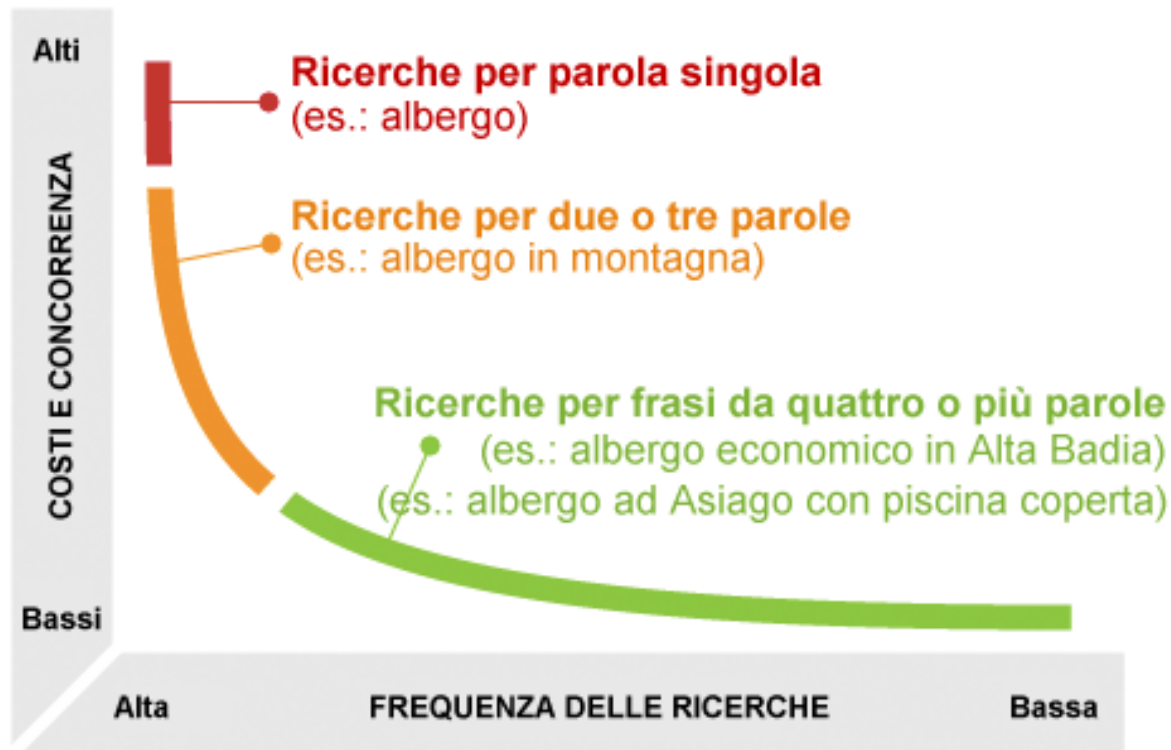 Alti
Ricerche per parola singola
(es.: albergo)
COSTI E CONCORRENZA
Ricerche per due o tre parole
(es.: albergo in montagna)
Ricerche per frasi da quattro o più parole
(es.: albergo economico in Alta Badia)
(es.: albergo ad Asiago con piscina coperta)
Bassi
Alta
FREQUENZA DELLE RICERCHE
Bassa